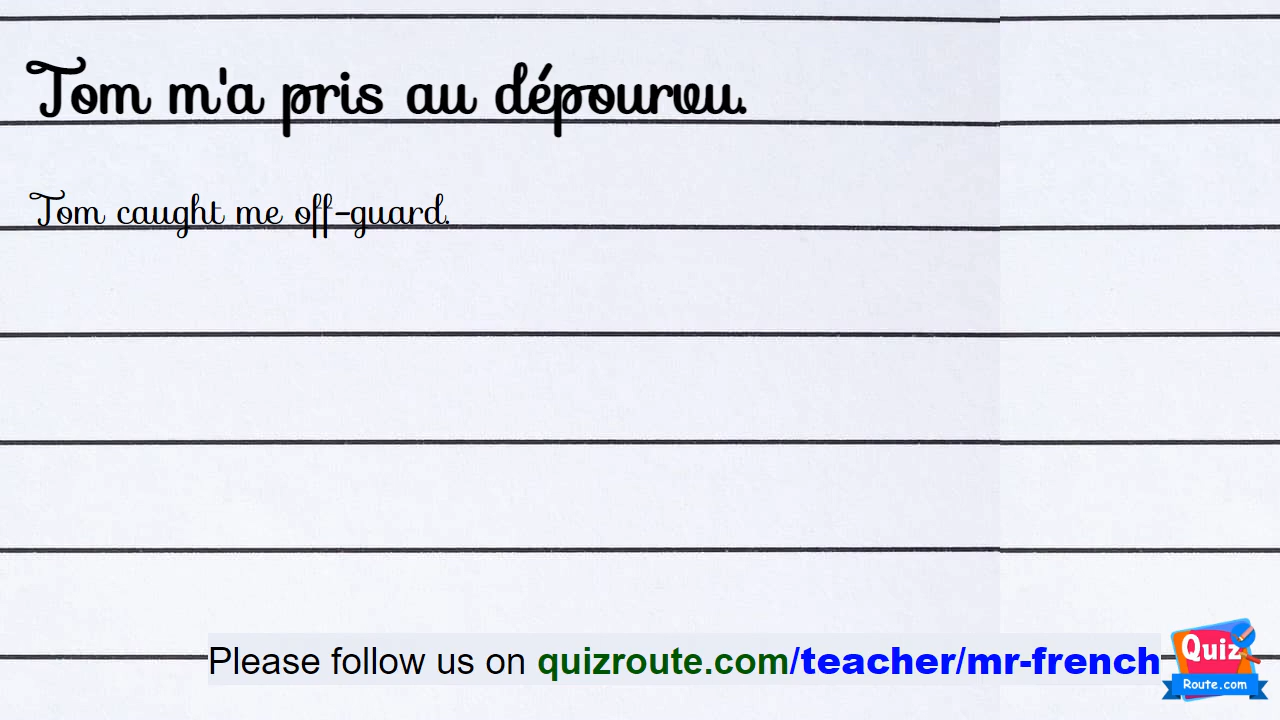 Tom m'a pris au dépourvu.
Tom caught me off-guard.
Please follow us on quizroute.com/teacher/mr-french
Quiz
Route.com